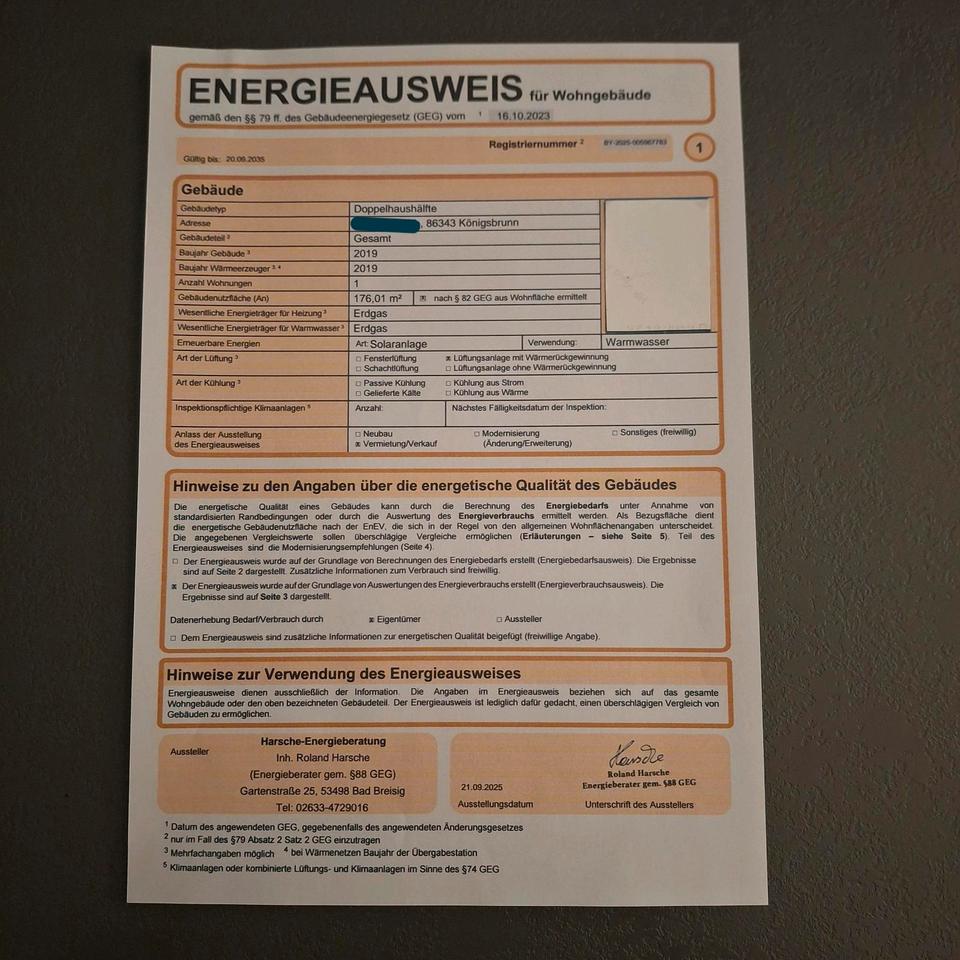 ENERGIEAUSWEIS für Wohngebäude
gemäß den §§ 79 ff. des Gebäudeenergiegesetz (GEG) vom ¹ 16.10.2023
Registriernummer ² BY-2025-005967783
1
Gültig bis: 20.09.2035
Gebäude
Gebäudetyp Doppelhaushälfte
Adresse , 86343 Königsbrunn
Gebäudeteil ³ Gesamt
Baujahr Gebäude ³ 2019
Baujahr Wärmeerzeuger ³, ⁴ 2019
Anzahl Wohnungen 1
Gebäudenutzfläche (An) 176,01 m² ☒ nach § 82 GEG aus Wohnfläche ermittelt
Wesentliche Energieträger für Heizung ³ Erdgas
Wesentliche Energieträger für Warmwasser ³ Erdgas
Erneuerbare Energien Art: Solaranlage Verwendung: Warmwasser
Art der Lüftung ³ ☐ Fensterlüftung ☒ Lüftungsanlage mit Wärmerückgewinnung
☐ Schachtlüftung ☐ Lüftungsanlage ohne Wärmerückgewinnung
Art der Kühlung ³ ☐ Passive Kühlung ☐ Kühlung aus Strom
☐ Gelieferte Kälte ☐ Kühlung aus Wärme
Inspektionspflichtige Klimaanlagen ⁵ Anzahl: Nächstes Fälligkeitsdatum der Inspektion:
Anlass der Ausstellung ☐ Neubau ☐ Modernisierung ☐ Sonstiges (freiwillig)
des Energieausweises ☒ Vermietung/Verkauf (Änderung/Erweiterung)
Hinweise zu den Angaben über die energetische Qualität des Gebäudes
Die energetische Qualität eines Gebäudes kann durch die Berechnung des Energiebedarfs unter Annahme von
standardisierten Randbedingungen oder durch die Auswertung des Energieverbrauchs ermittelt werden. Als Bezugsfläche dient
die energetische Gebäudenutzfläche nach der EnEV, die sich in der Regel von den allgemeinen Wohnflächenangaben unterscheidet.
Die angegebenen Vergleichswerte sollen überschlägige Vergleiche ermöglichen (Erläuterungen – siehe Seite 5). Teil des
Energieausweises sind die Modernisierungsempfehlungen (Seite 4).
☐ Der Energieausweis wurde auf der Grundlage von Berechnungen des Energiebedarfs erstellt (Energiebedarfsausweis). Die Ergebnisse
sind auf Seite 2 dargestellt. Zusätzliche Informationen zum Verbrauch sind freiwillig.
☒ Der Energieausweis wurde auf der Grundlage von Auswertungen des Energieverbrauchs erstellt (Energieverbrauchsausweis). Die
Ergebnisse sind auf Seite 3 dargestellt.
Datenerhebung Bedarf/Verbrauch durch ☒ Eigentümer ☐ Aussteller
☐ Dem Energieausweis sind zusätzliche Informationen zur energetischen Qualität beigefügt (freiwillige Angabe).
Hinweise zur Verwendung des Energieausweises
Energieausweise dienen ausschließlich der Information. Die Angaben im Energieausweis beziehen sich auf das gesamte
Wohngebäude oder den oben bezeichneten Gebäudeteil. Der Energieausweis ist lediglich dafür gedacht, einen überschlägigen Vergleich von
Gebäuden zu ermöglichen.
Aussteller
Harsche-Energieberatung
Inh. Roland Harsche
(Energieberater gem. §88 GEG)
Gartenstraße 25, 53498 Bad Breisig
Tel: 02633-4729016
Harsche
Roland Harsche
Energieberater gem. §88 GEG
21.09.2025
Ausstellungsdatum Unterschrift des Ausstellers
¹ Datum des angewendeten GEG, gegebenenfalls des angewendeten Änderungsgesetzes
² nur im Fall des §79 Absatz 2 Satz 2 GEG einzutragen
³ Mehrfachangaben möglich ⁴ bei Wärmenetzen Baujahr der Übergabestation
⁵ Klimaanlagen oder kombinierte Lüftungs- und Klimaanlagen im Sinne des §74 GEG